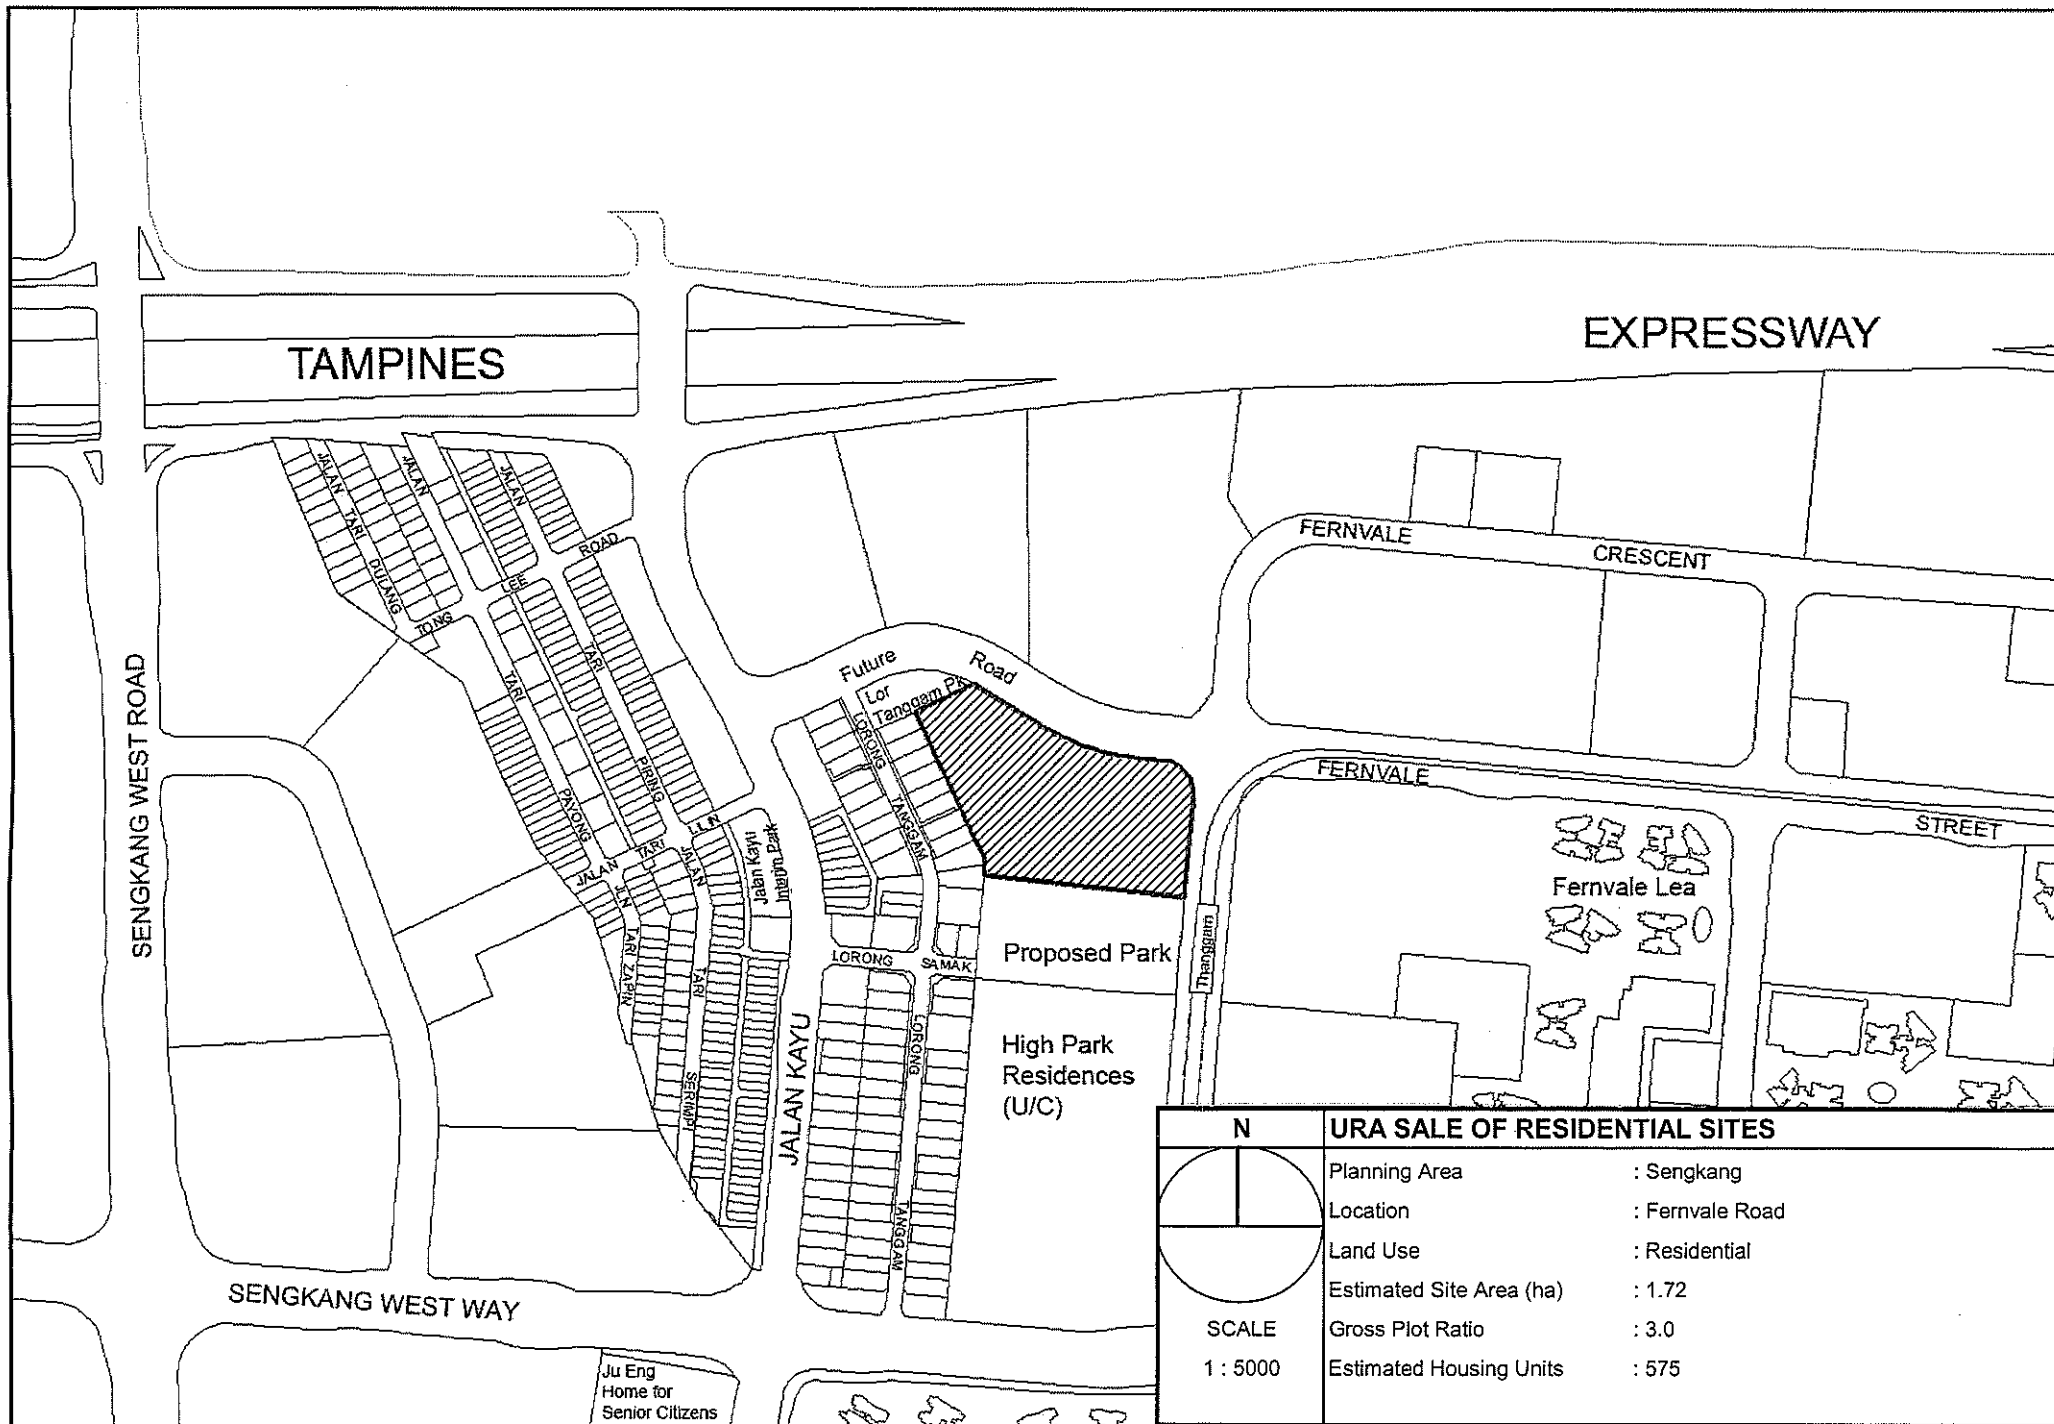 TAMPINES
EXPRESSWAY
JALAN
JALAN
JALAN
TARI
DULANG
ROAD
LEE
TONG
TARI
TARI
FERNVALE
CRESCENT
SENGKANG WEST ROAD
Future
Road
Lor
Tanggam Pk
LORONG
TANGGAM
PIRING
PAYONG
FERNVALE
STREET
LLIN
TARI
JALAN
JALAN
JLN
Jalan Kayu
Interim Park
Fernvale Lea
TARI ZAPIN
TARI
LORONG
SAMAK
Proposed Park
Thanggam
JALAN KAYU
LORONG
High Park
Residences
(U/C)
SERIMPI
TANGGAM
SENGKANG WEST WAY
Ju Eng
Home for
Senior Citizens
N
URA SALE OF RESIDENTIAL SITES
Planning Area : Sengkang
Location : Fernvale Road
Land Use : Residential
Estimated Site Area (ha) : 1.72
SCALE
Gross Plot Ratio : 3.0
1 : 5000
Estimated Housing Units : 575